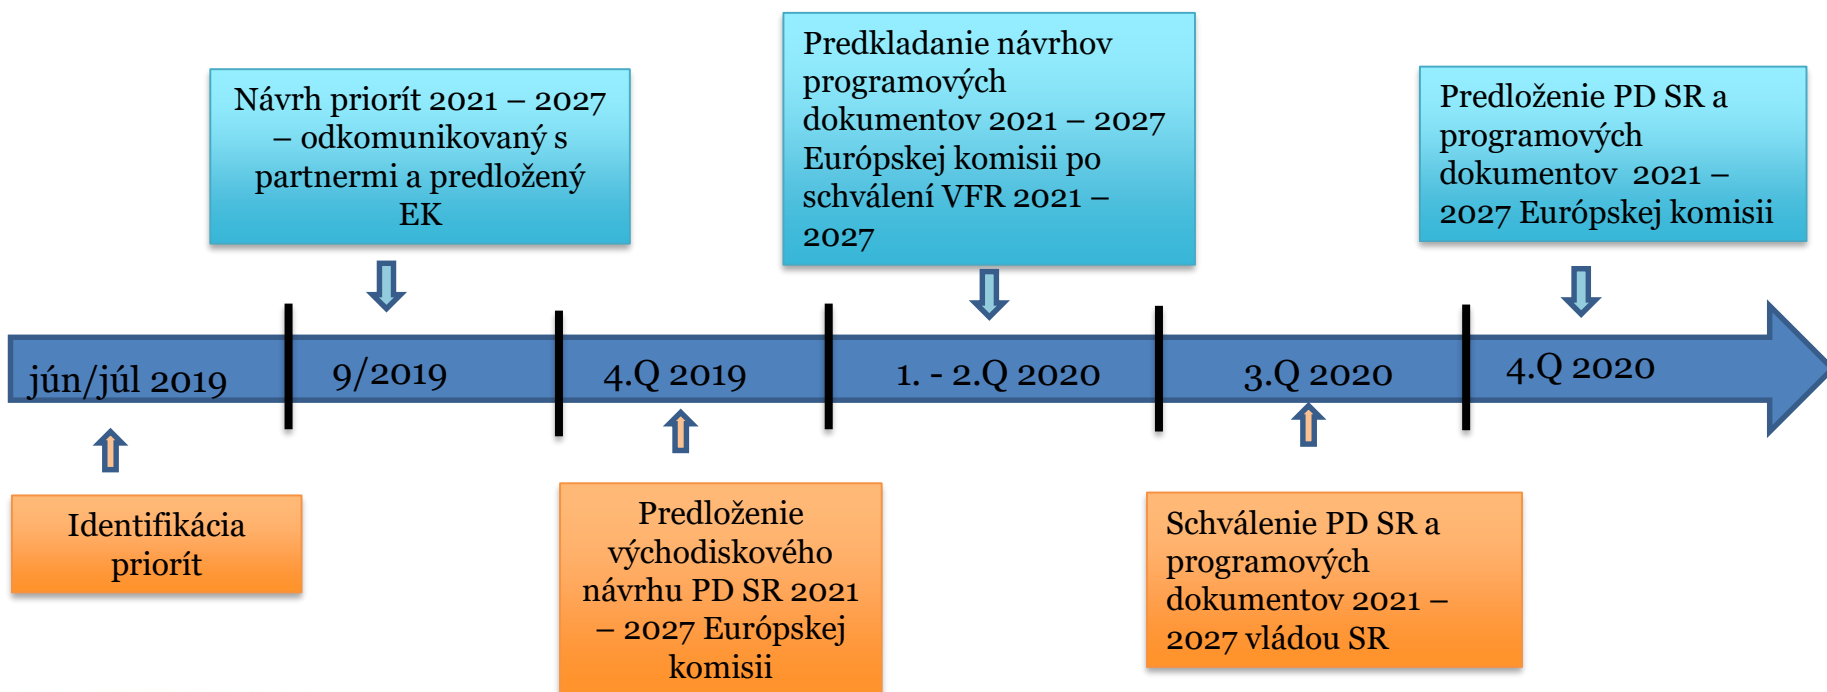 Návrh priorít 2021 – 2027
– odkomunikovaný s
partnermi a predložený
EK
Predkladanie návrhov
programových
dokumentov 2021 – 2027
Európskej komisii po
schválení VFR 2021 –
2027
Predloženie PD SR a
programových
dokumentov 2021 –
2027 Európskej komisii
jún/júl 2019
9/2019
4.Q 2019
1. - 2.Q 2020
3.Q 2020
4.Q 2020
Identifikácia
priorít
Predloženie
východiskového
návrhu PD SR 2021
– 2027 Európskej
komisii
Schválenie PD SR a
programových
dokumentov 2021 –
2027 vládou SR